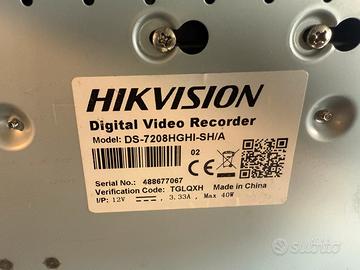 HIKVISION
Digital Video Recorder
Model: DS-7208HGHI-SH/A
02
Serial No.: 488677067
Verification Code: TGLQXH
Made in China
I/P: 12V 3.33A, Max 40W
subito